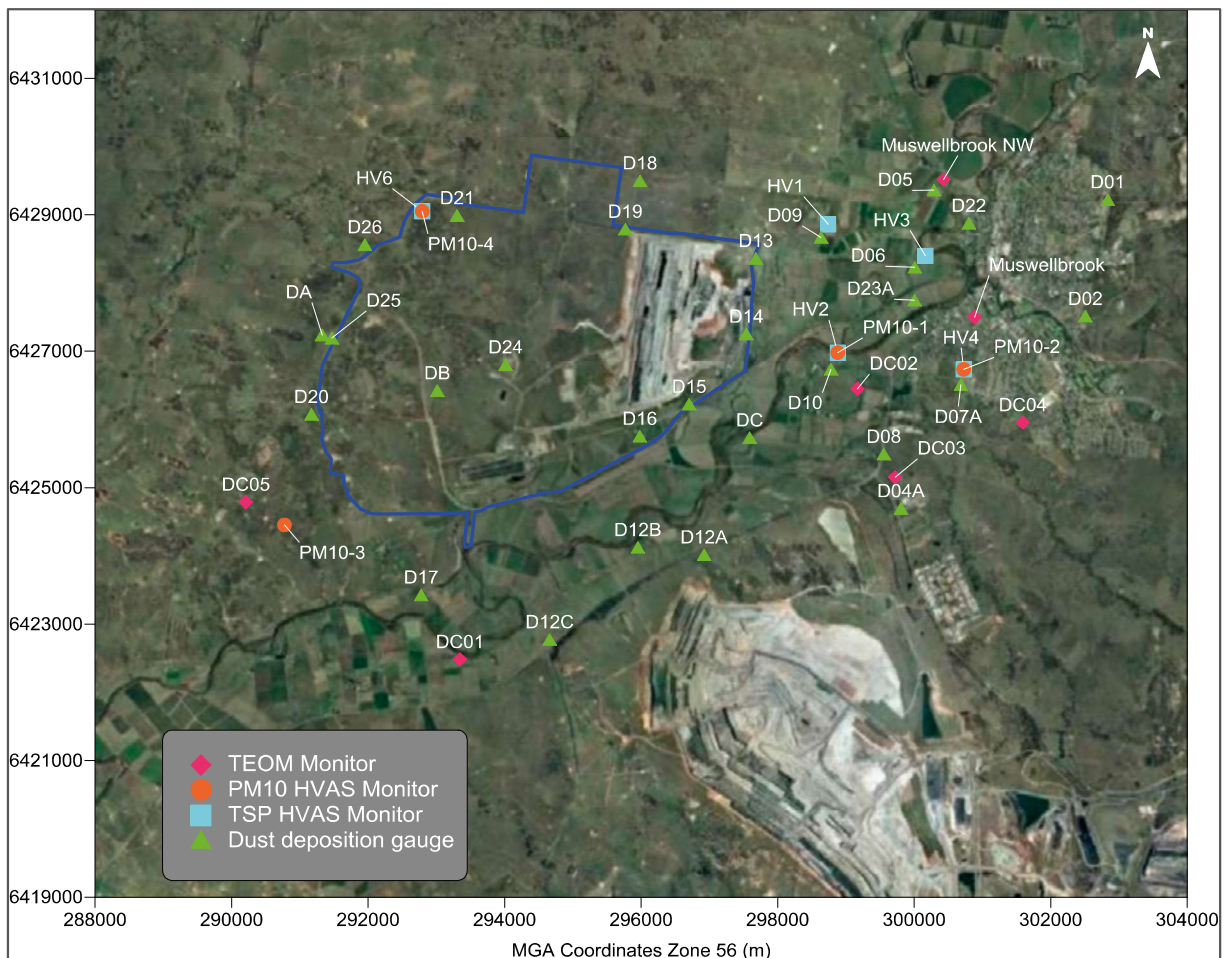 N
6431000
Muswellbrook NW
D18
HV6
D21
D05
HV1
D01
6429000
D19
D09
HV3
D22
PM10-4
D26
D13
D06
Muswellbrook
DA
D25
D23A
D02
D14
HV2
PM10-1
HV4
6427000
D24
PM10-2
DB
DC02
D20
D15
D10
DC04
D16
DC
D07A
D08
DC03
6425000
DC05
D04A
PM10-3
D12B
D12A
D17
6423000
D12C
DC01
6421000
TEOM Monitor
PM10 HVAS Monitor
TSP HVAS Monitor
Dust deposition gauge
6419000
288000 290000 292000 294000 296000 298000 300000 302000 304000
MGA Coordinates Zone 56 (m)